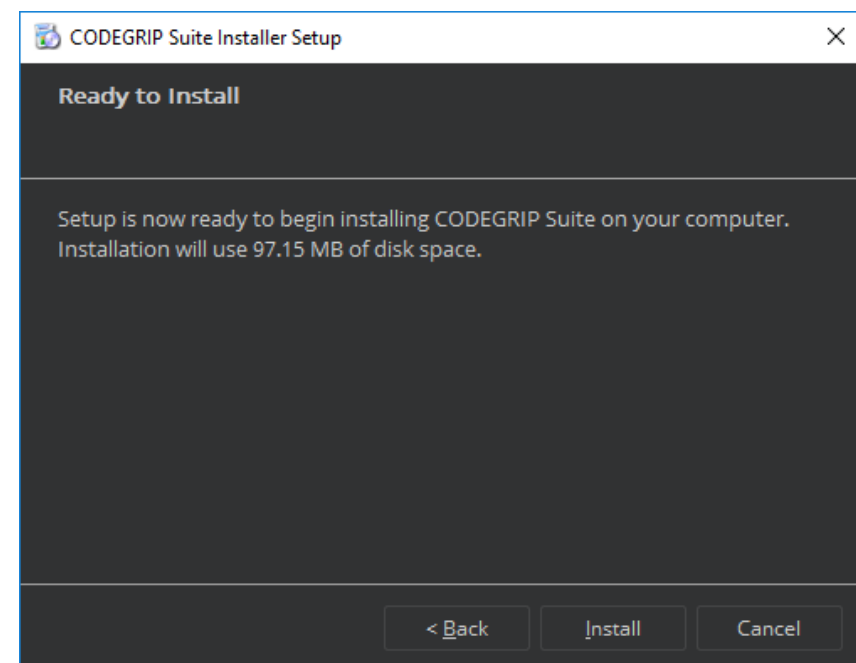 CODEGRIP Suite Installer Setup
Ready to Install
Setup is now ready to begin installing CODEGRIP Suite on your computer.
Installation will use 97.15 MB of disk space.
< Back Install Cancel